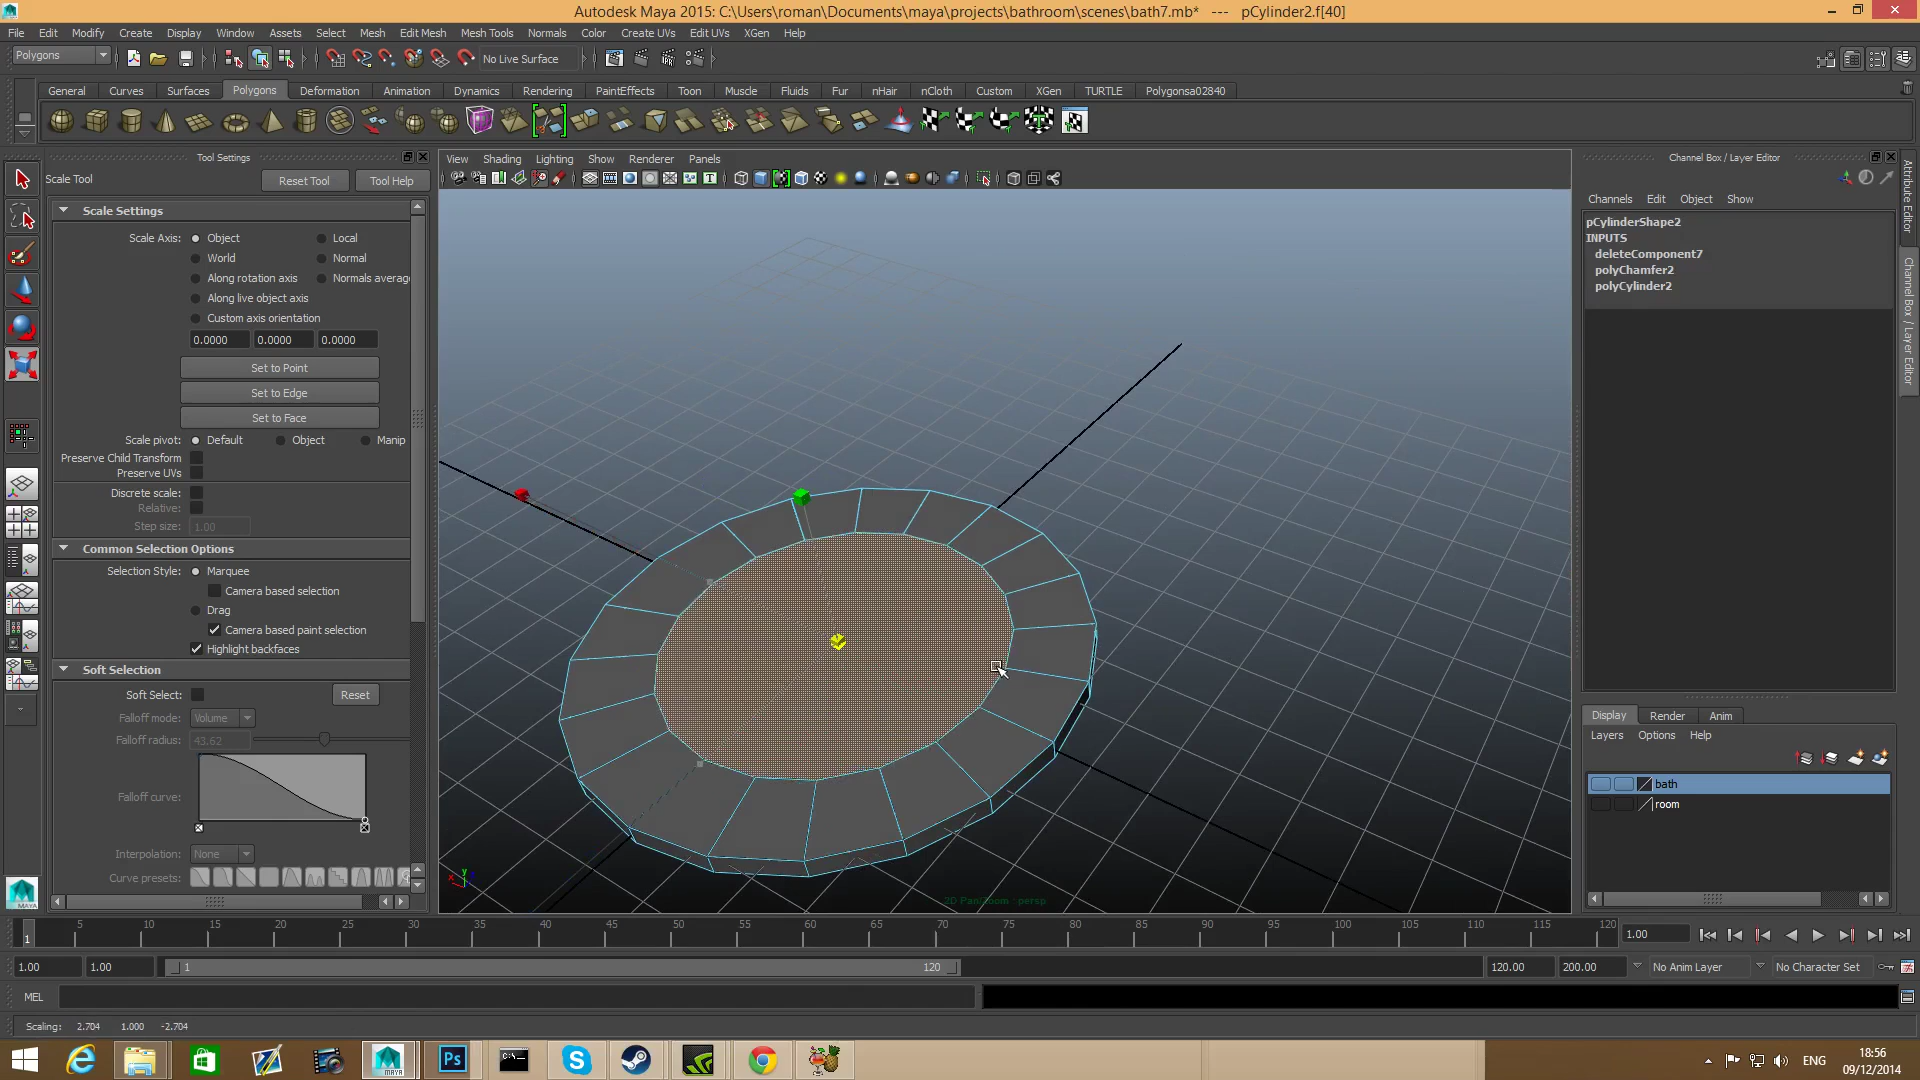 Autodesk Maya 2015: C:\Users\roman\Documents\maya\projects\bathroom\scenes\bath7.mb*   ---   pCylinder2.f[40]
File Edit Modify Create Display Window Assets Select Mesh Edit Mesh Mesh Tools Normals Color Create UVs Edit UVs XGen Help
Polygons No Live Surface
General Curves Surfaces Polygons Deformation Animation Dynamics Rendering PaintEffects Toon Muscle Fluids Fur nHair nCloth Custom XGen TURTLE Polygonsa02840
Tool Settings
Scale Tool Reset Tool Tool Help
Scale Settings
Scale Axis: Object Local
World Normal
Along rotation axis Normals average
Along live object axis
Custom axis orientation
0.0000 0.0000 0.0000
Set to Point
Set to Edge
Set to Face
Scale pivot: Default Object Manip
Preserve Child Transform
Preserve UVs
Discrete scale:
Relative:
Step size: 1.00
Common Selection Options
Selection Style: Marquee
Camera based selection
Drag
Camera based paint selection
Highlight backfaces
Soft Selection
Soft Select: Reset
Falloff mode: Volume
Falloff radius: 43.62
Falloff curve:
Interpolation: None
Curve presets:
View Shading Lighting Show Renderer Panels
2D Pan/Zoom : persp
x y
Channel Box / Layer Editor
Channels Edit Object Show
pCylinderShape2
INPUTS
deleteComponent7
polyChamfer2
polyCylinder2
Attribute Editor
Channel Box / Layer Editor
Display Render Anim
Layers Options Help
bath
room
1 5 10 15 20 25 30 35 40 45 50 55 60 65 70 75 80 85 90 95 100 105 110 115 120
1.00
1.00 1.00 1 120 120.00 200.00 No Anim Layer No Character Set
MEL
Scaling: 2.704 1.000 -2.704
MAYA
MAYA Ps C:\_ S ENG
18:56
09/12/2014